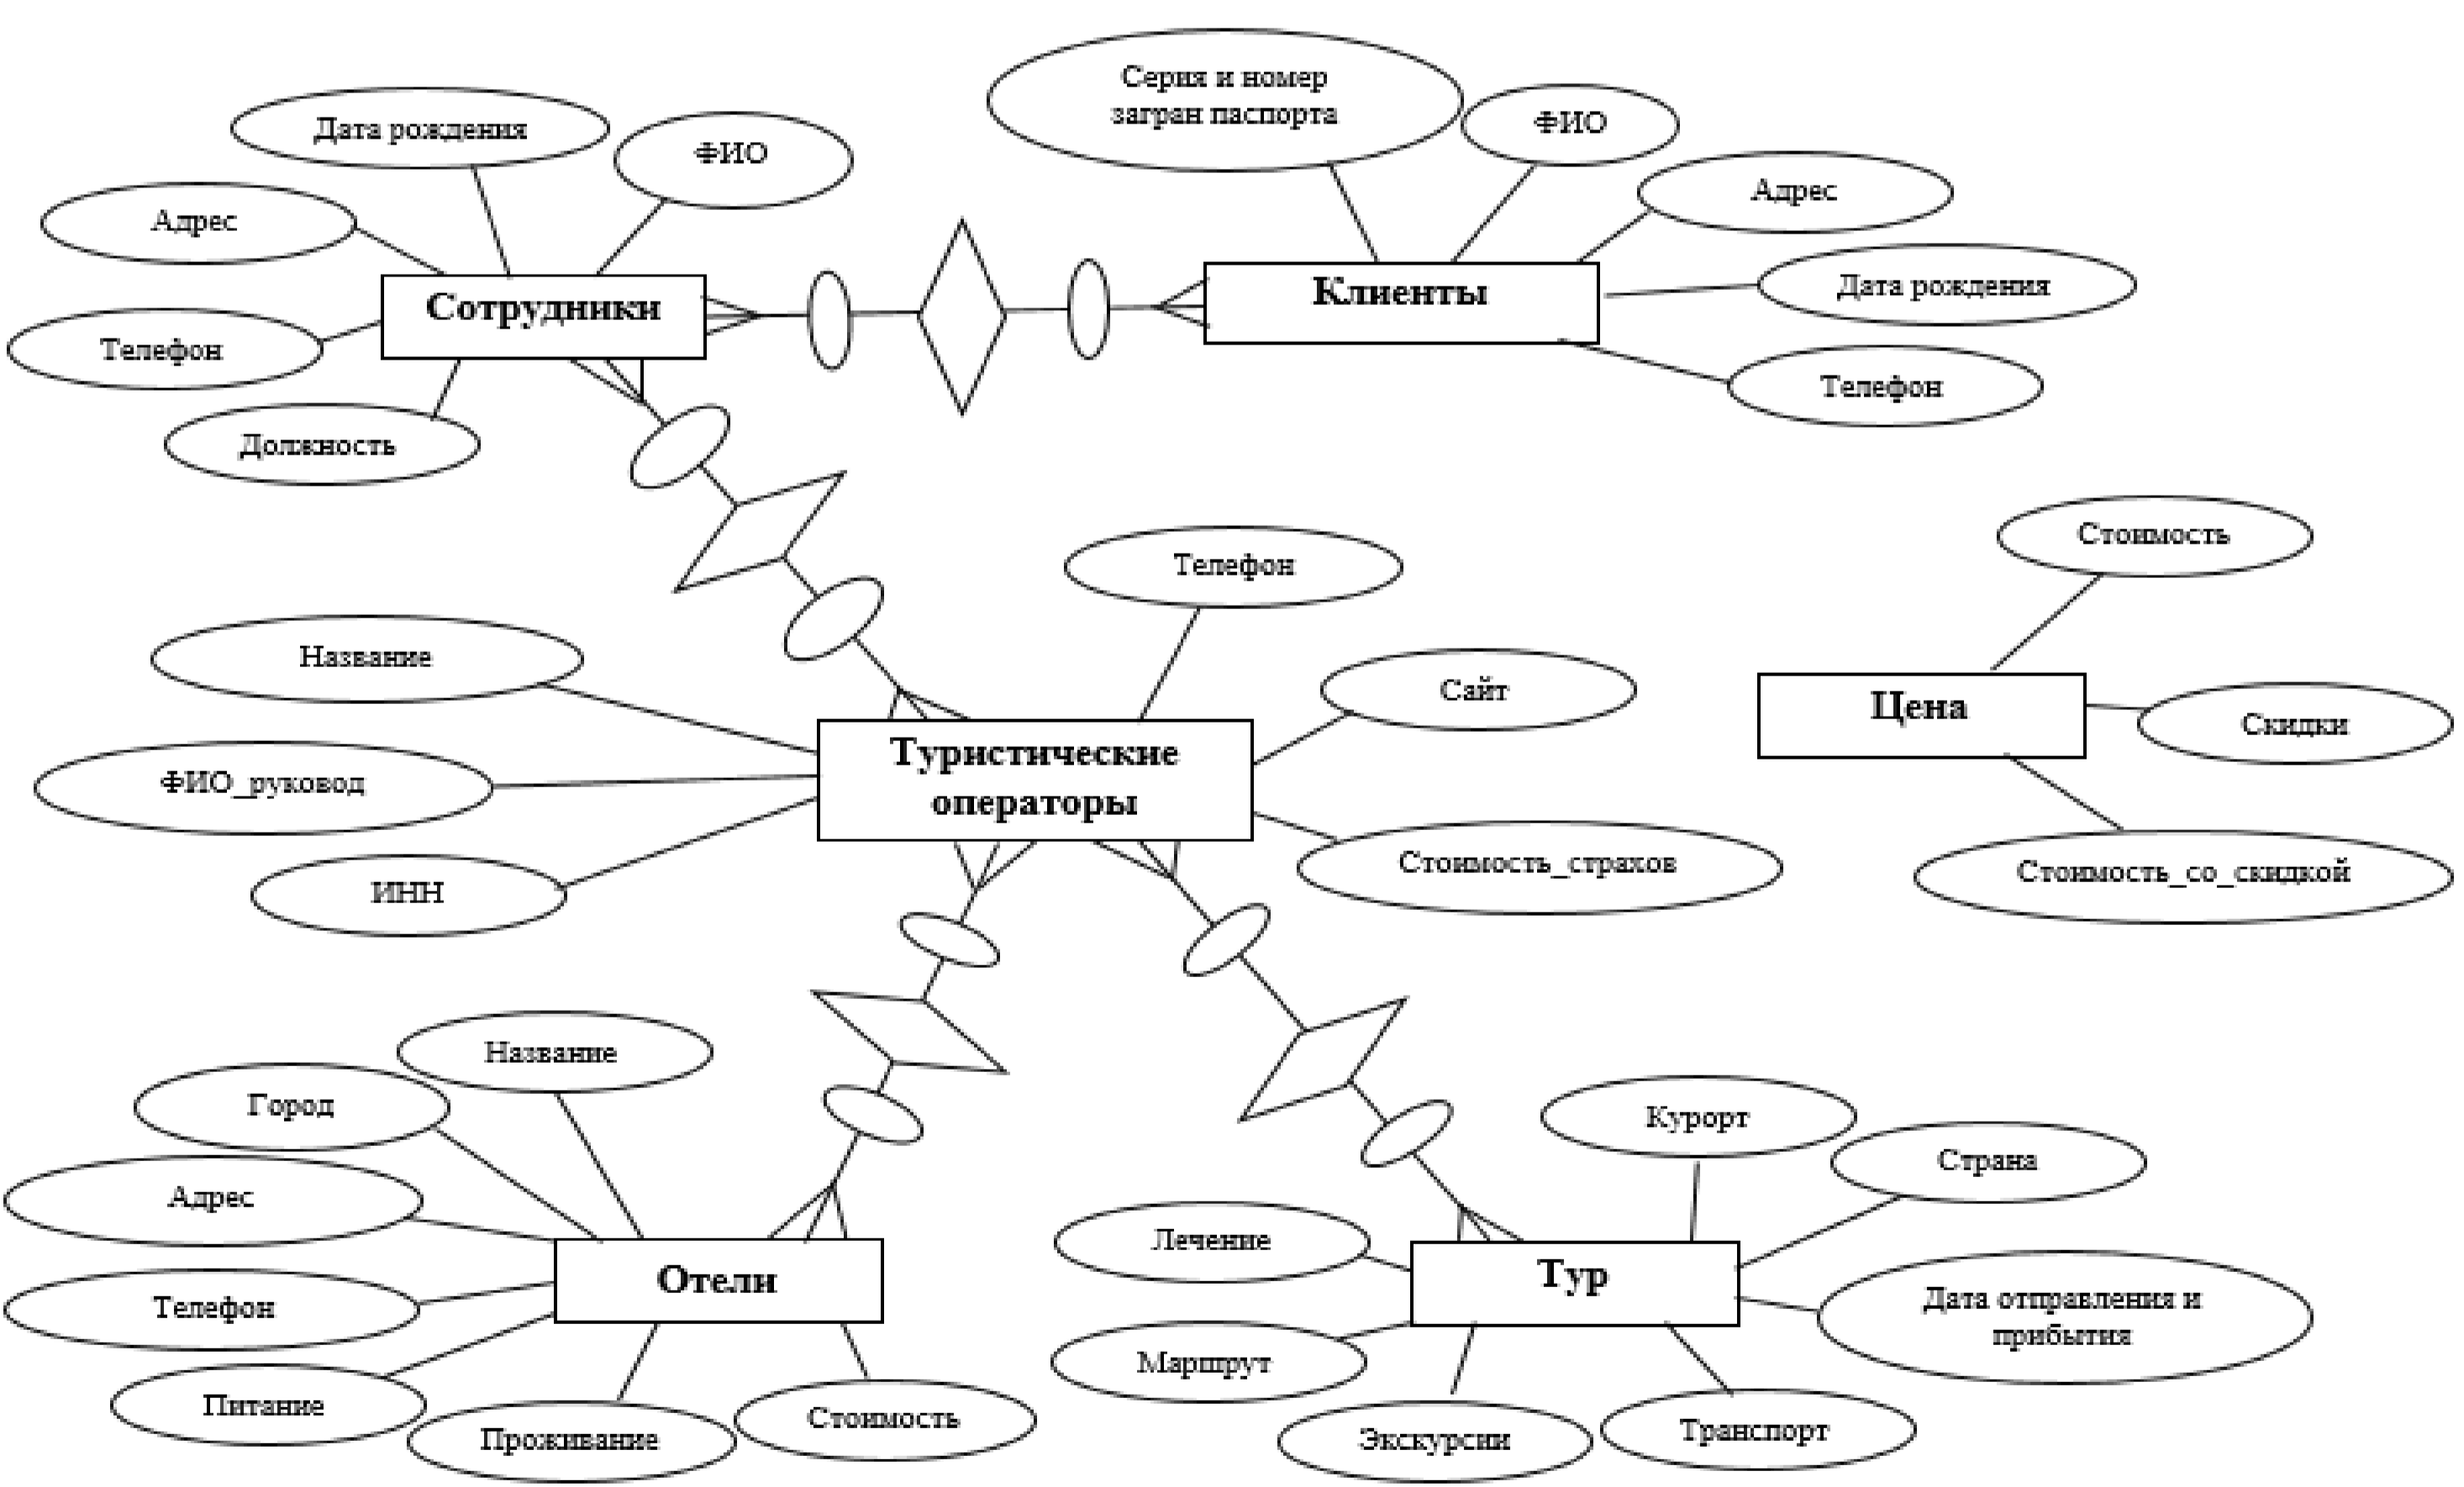 Серия и номер
загран паспорта
ФИО
Дата рождения
ФИО
Адрес
Адрес
Сотрудники
Клиенты
Дата рождения
Телефон
Телефон
Должность
Стоимость
Телефон
Название
Сайт
Цена
Скидки
Туристические
операторы
ФИО_руковод
Стоимость_страхов
Стоимость_со_скидкой
ИНН
Название
Город
Курорт
Страна
Адрес
Лечение
Отели
Тур
Телефон
Дата отправления и
прибытия
Маршрут
Питание
Проживание
Стоимость
Экскурсии
Транспорт